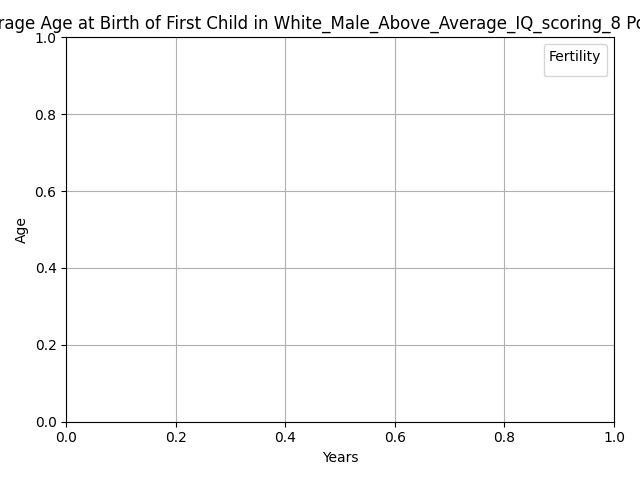 rage Age at Birth of First Child in White_Male_Above_Average_IQ_scoring_8 Po
Fertility
1.0
0.8
0.6
0.4
0.2
0.0
Age
0.0 0.2 0.4 0.6 0.8 1.0
Years